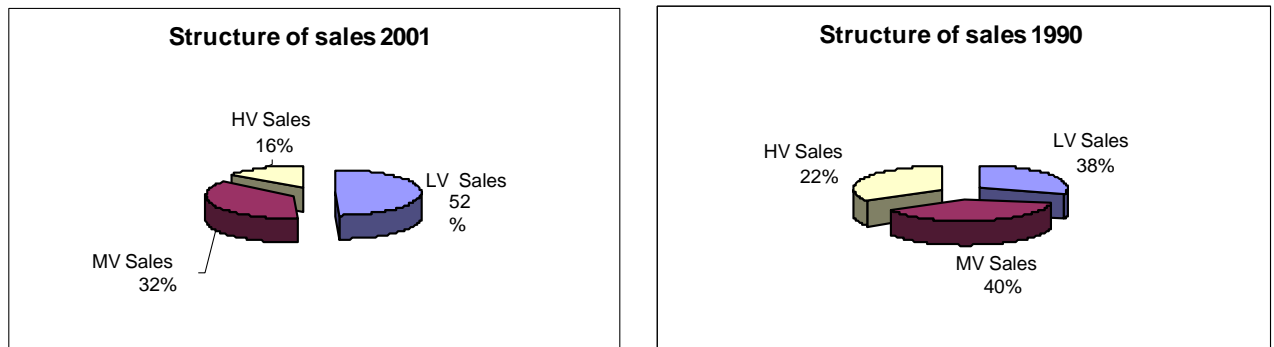 Structure of sales 2001
HV Sales
16%
LV Sales
52
%
MV Sales
32%
Structure of sales 1990
LV Sales
38%
HV Sales
22%
MV Sales
40%